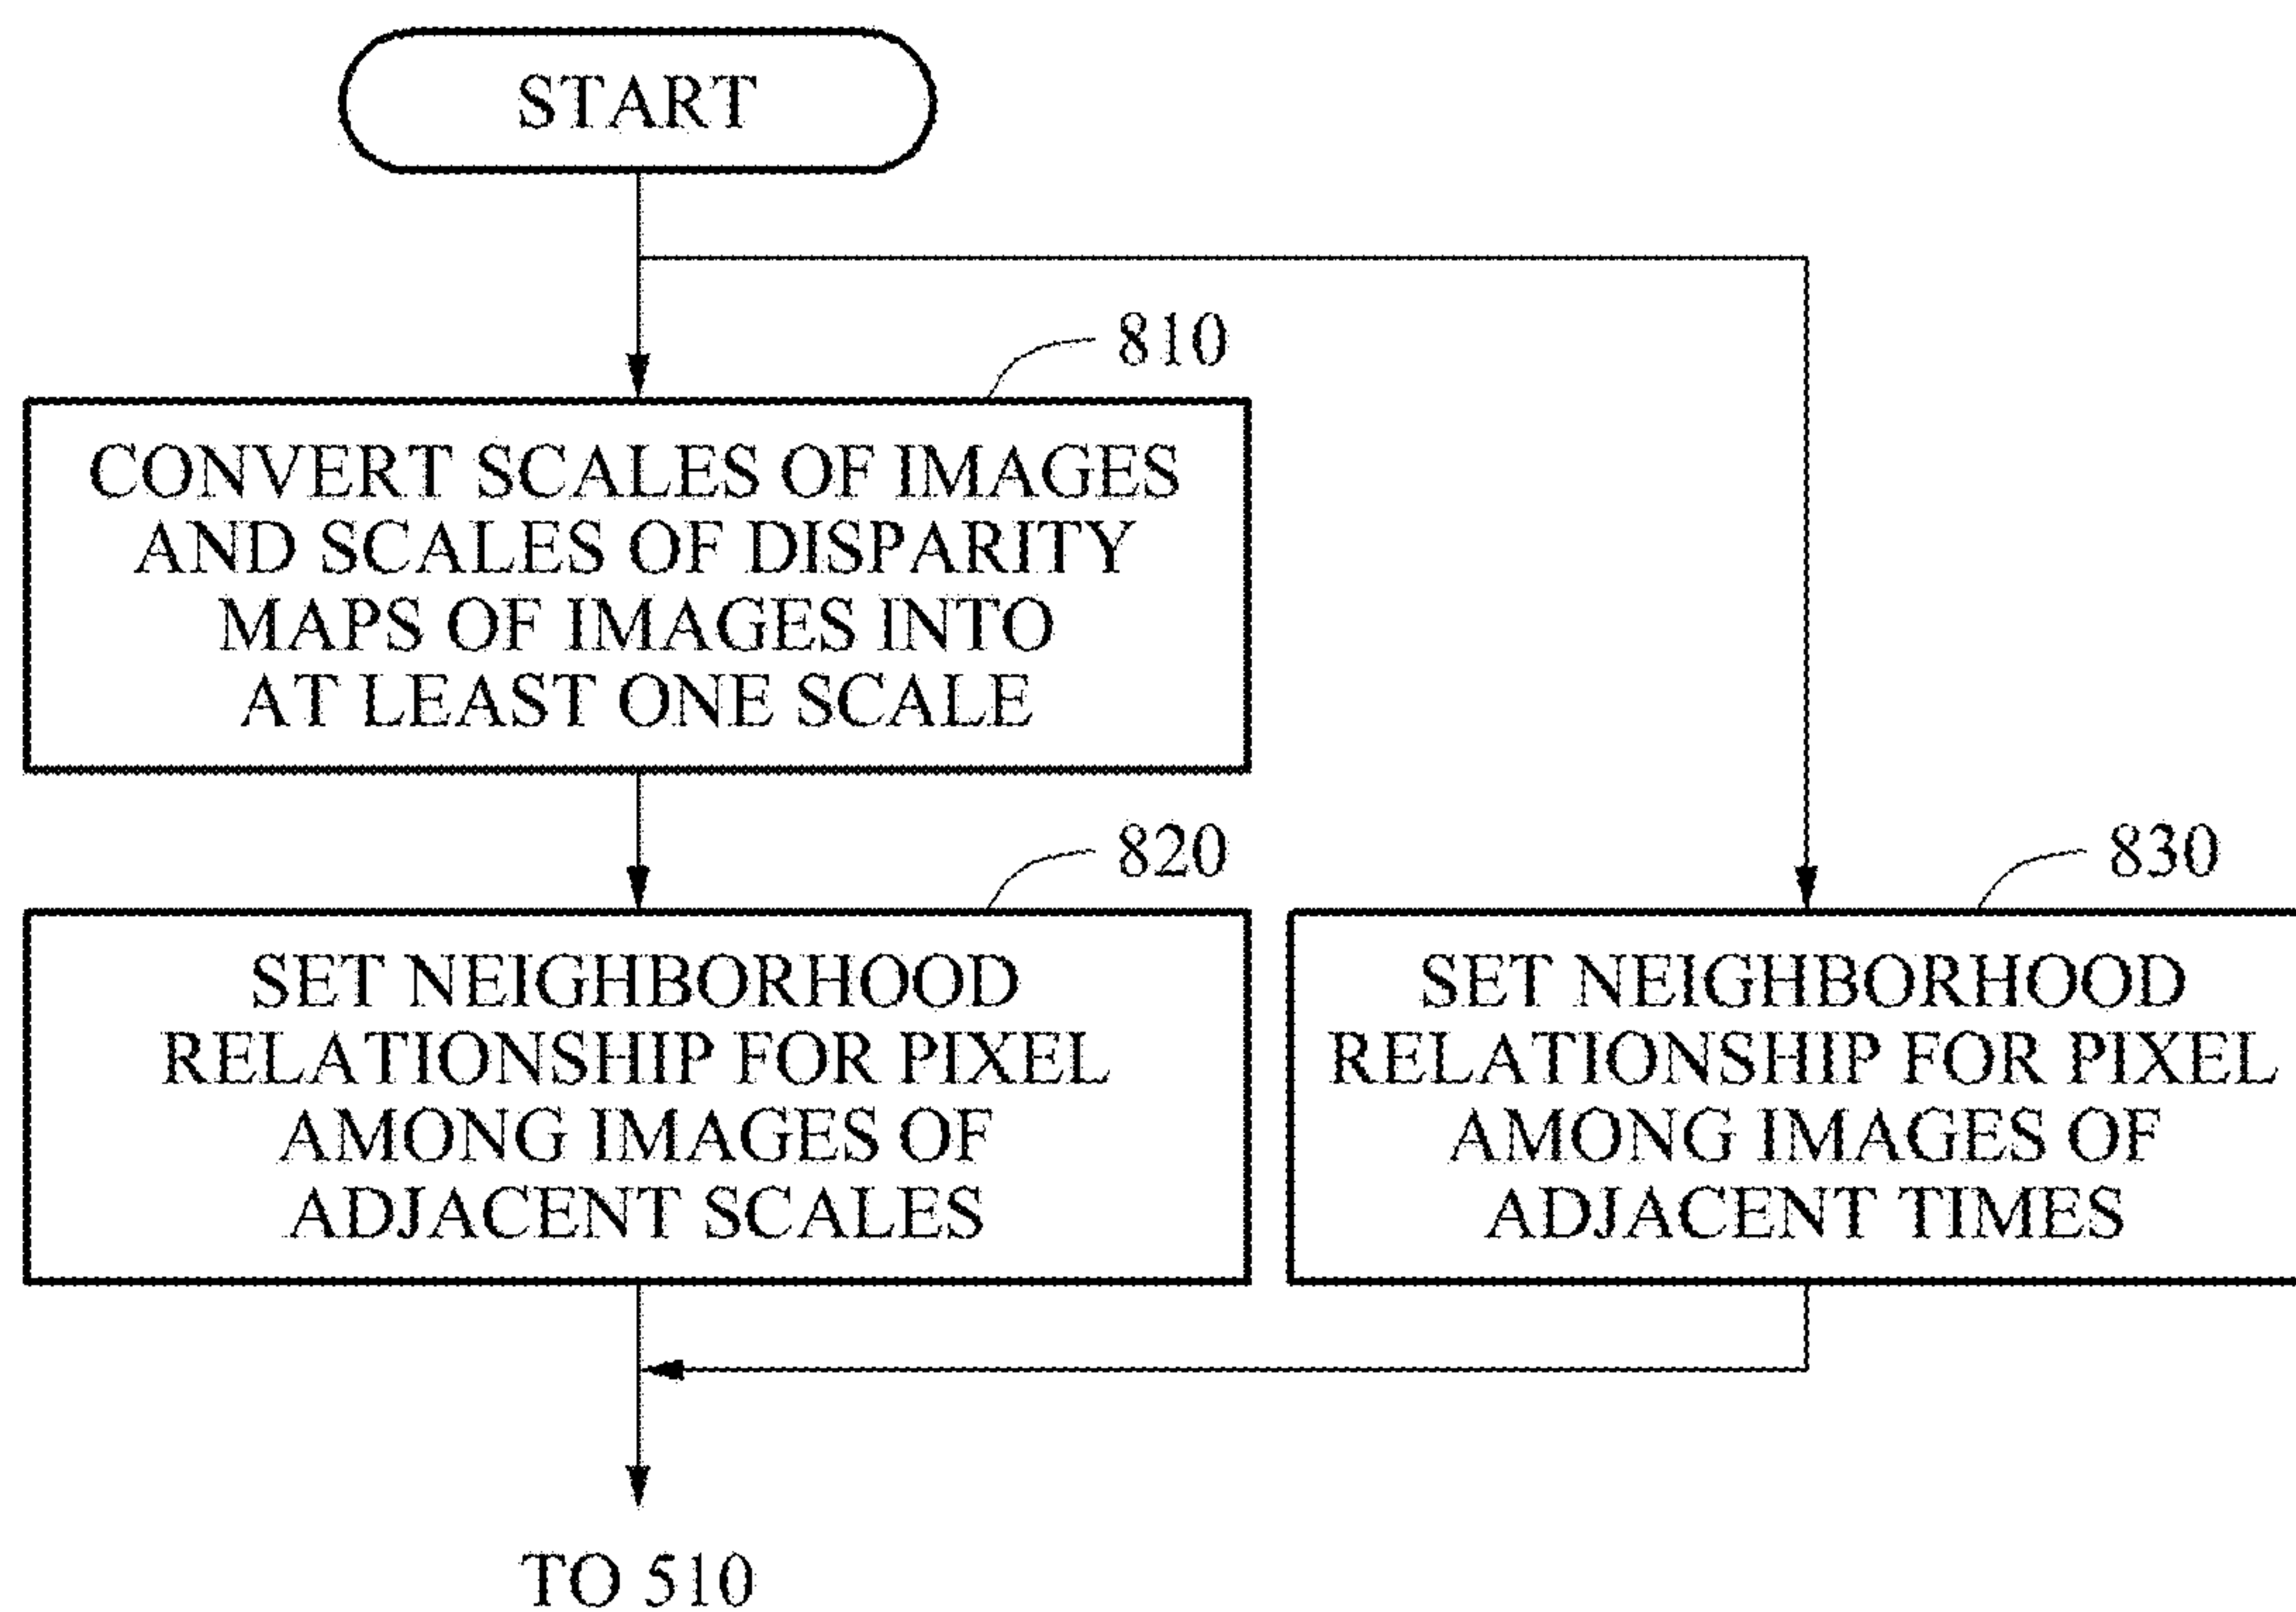 START
810
CONVERT SCALES OF IMAGES
AND SCALES OF DISPARITY
MAPS OF IMAGES INTO
AT LEAST ONE SCALE
820
SET NEIGHBORHOOD
RELATIONSHIP FOR PIXEL
AMONG IMAGES OF
ADJACENT SCALES
830
SET NEIGHBORHOOD
RELATIONSHIP FOR PIXEL
AMONG IMAGES OF
ADJACENT TIMES
TO 510